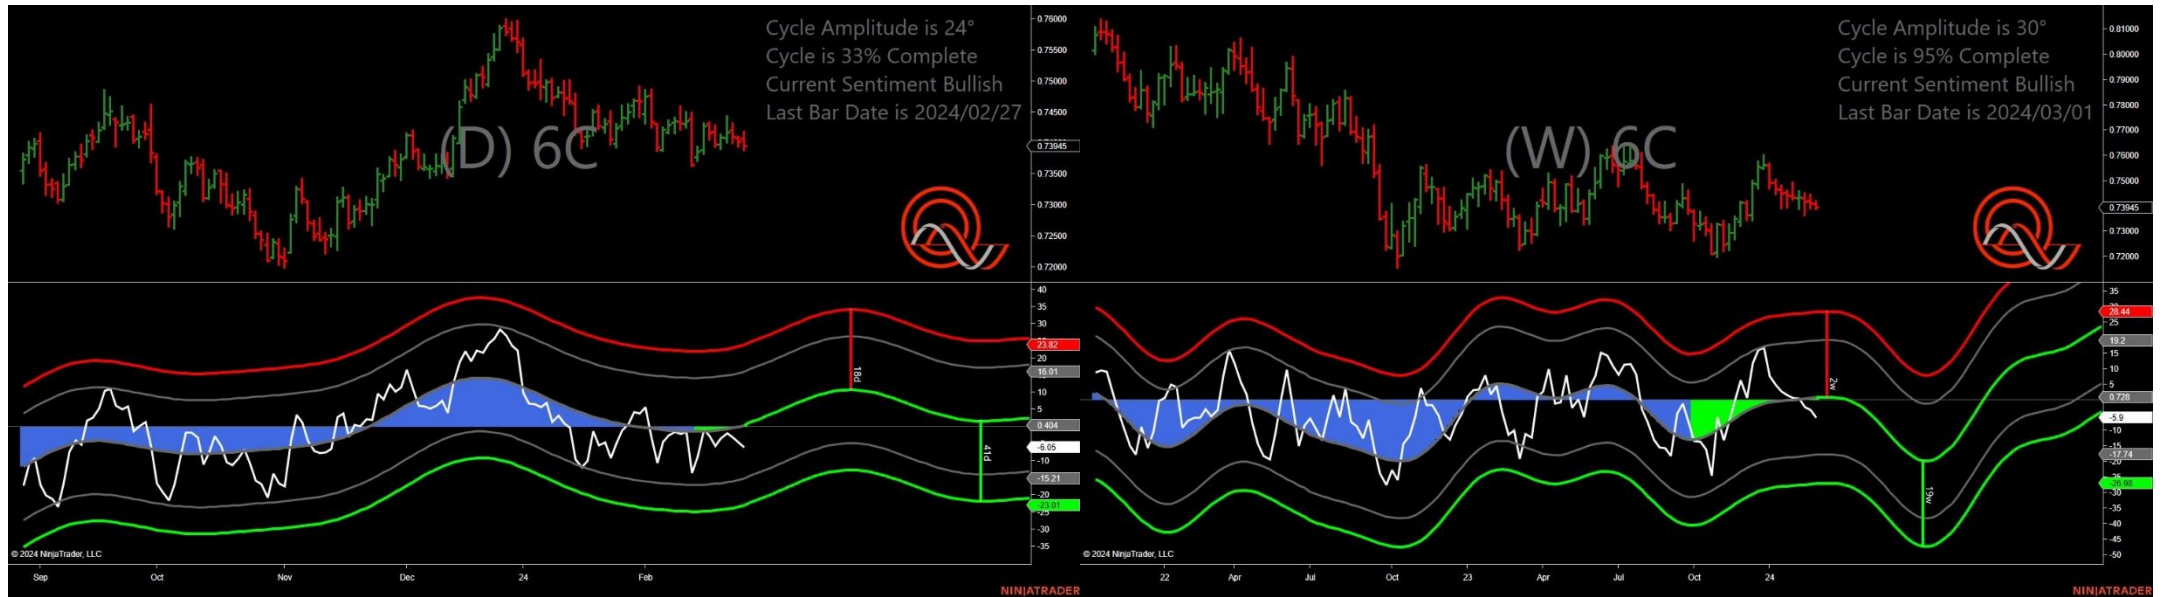 Cycle Amplitude is 24°
Cycle is 33% Complete
Current Sentiment Bullish
Last Bar Date is 2024/02/27
(D) 6C
0.76000
0.75500
0.75000
0.74500
0.73945
0.73500
0.73000
0.72500
0.72000
40
35
30
23.82
20
16.01
10
5
0.404
-6.05
-10
-15.21
-20
-23.01
-25
-30
-35
18d
41d
© 2024 NinjaTrader, LLC
Sep Oct Nov Dec 24 Feb
NINJATRADER
Cycle Amplitude is 30°
Cycle is 95% Complete
Current Sentiment Bullish
Last Bar Date is 2024/03/01
(W) 6C
0.81000
0.80000
0.79000
0.78000
0.77000
0.76000
0.75000
0.73945
0.73000
0.72000
35
28.44
25
19.2
15
10
5
0.728
-5.9
-10
-15
-17.74
-20
-26.98
-30
-35
-40
-45
-50
2w
19w
© 2024 NinjaTrader, LLC
22 Apr Jul Oct 23 Apr Jul Oct 24
NINJATRADER